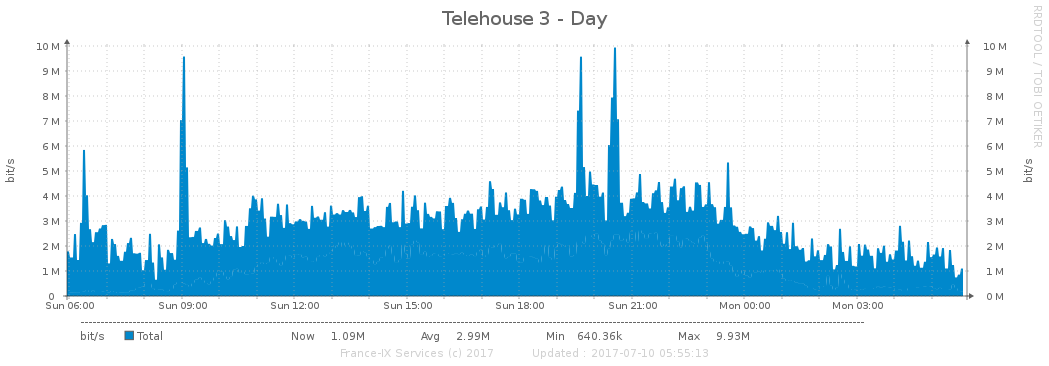 Telehouse 3 - Day
RRDTOOL / TOBI OETIKER
bit/s
bit/s
10 M 10 M
9 M 9 M
8 M 8 M
7 M 7 M
6 M 6 M
5 M 5 M
4 M 4 M
3 M 3 M
2 M 2 M
1 M 1 M
0 0 M
Sun 06:00 Sun 09:00 Sun 12:00 Sun 15:00 Sun 18:00 Sun 21:00 Mon 00:00 Mon 03:00
bit/s Total Now 1.09M Avg 2.99M Min 640.36k Max 9.93M
France-IX Services (c) 2017 Updated : 2017-07-10 05:55:13